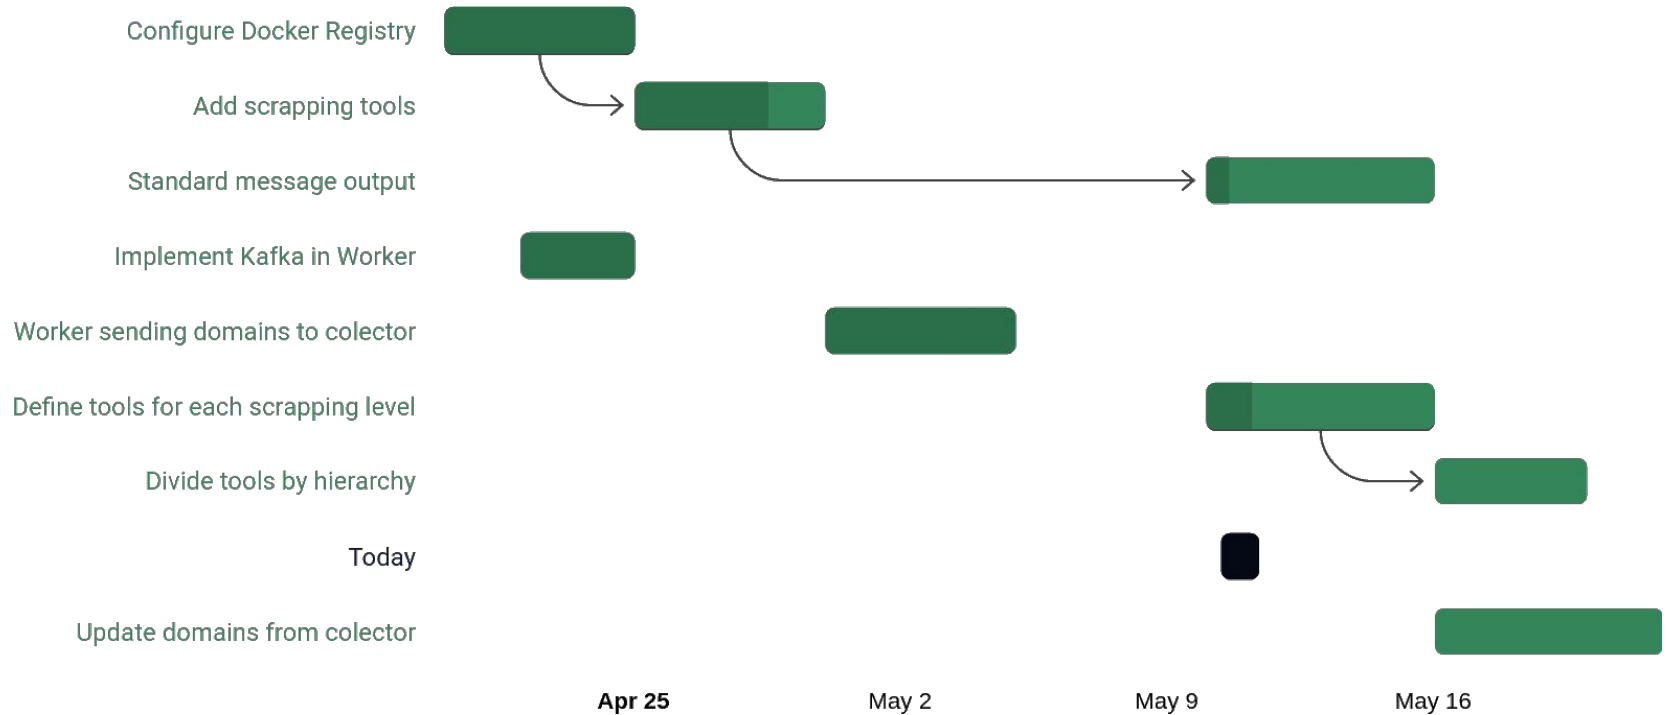 Configure Docker Registry
Add scrapping tools
Standard message output
Implement Kafka in Worker
Worker sending domains to colector
Define tools for each scrapping level
Divide tools by hierarchy
Today
Update domains from colector
Apr 25 May 2 May 9 May 16